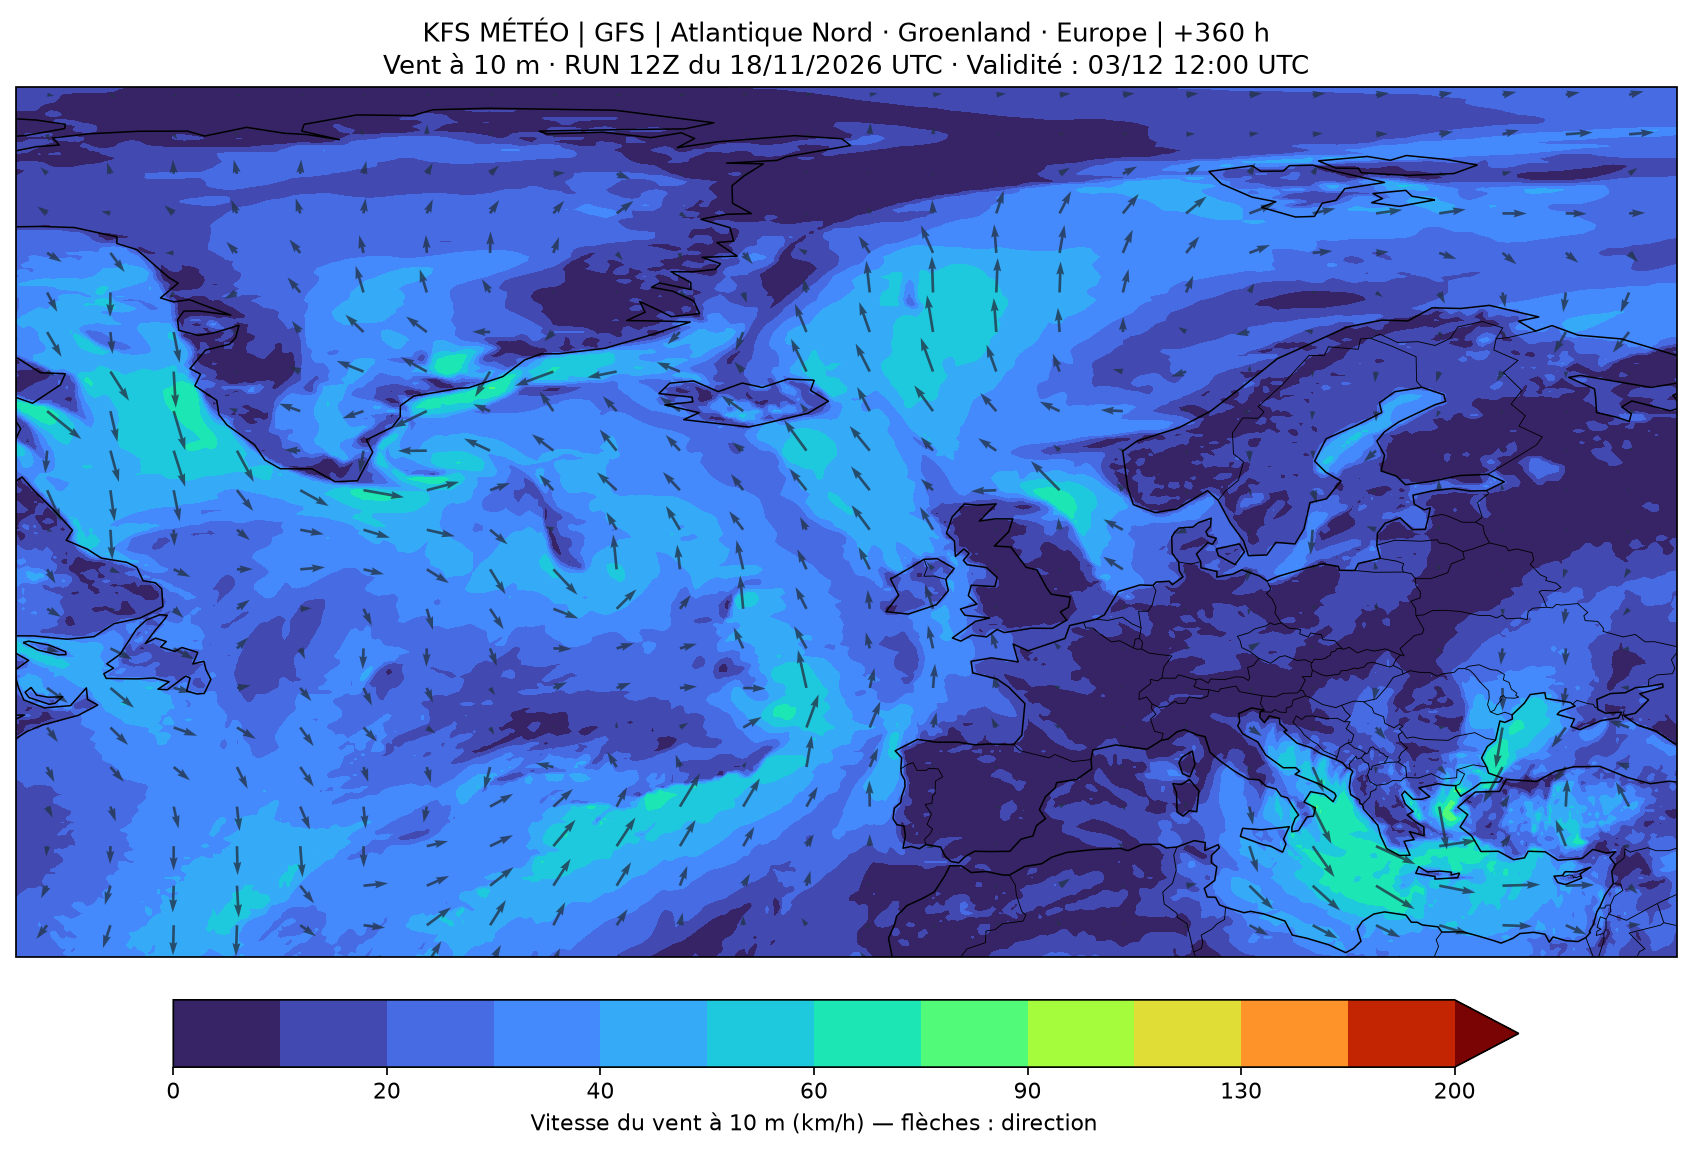 KFS MÉTÉO | GFS | Atlantique Nord · Groenland · Europe | +360 h
Vent à 10 m · RUN 12Z du 18/11/2026 UTC · Validité : 03/12 12:00 UTC
0 20 40 60 90 130 200
Vitesse du vent à 10 m (km/h) — flèches : direction